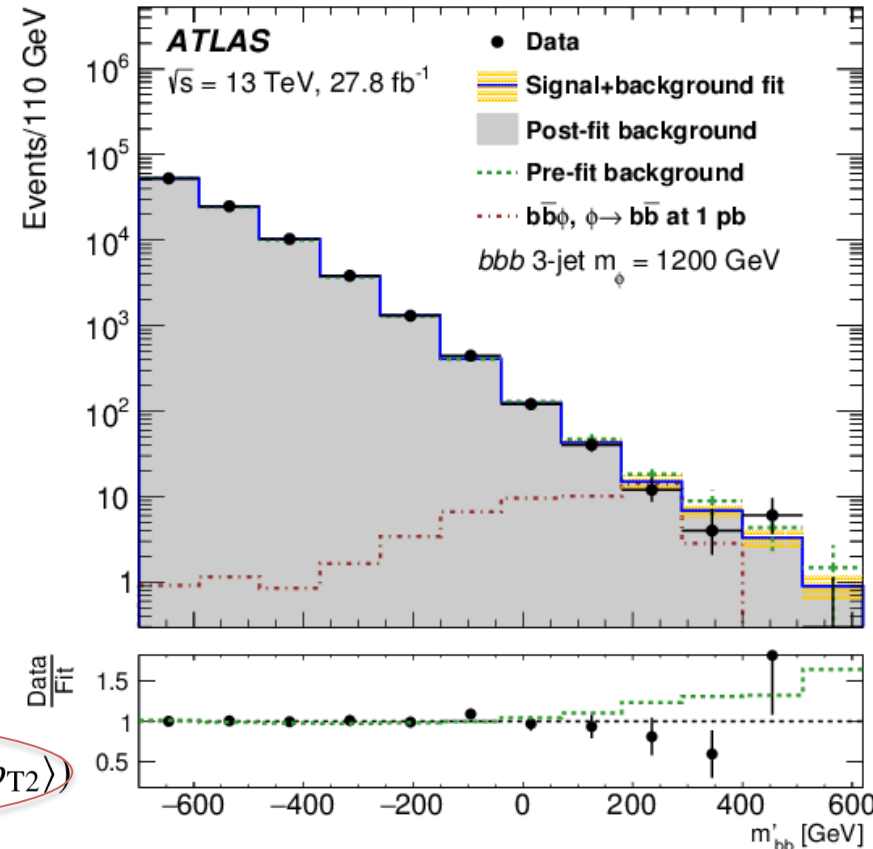 Events/110 GeV
ATLAS
√s = 13 TeV, 27.8 fb⁻¹
Data
Signal+background fit
Post-fit background
Pre-fit background
bb̄ϕ, ϕ→ bb̄ at 1 pb
bbb 3-jet m_ϕ = 1200 GeV
10⁶
10⁵
10⁴
10³
10²
10
1
Data
Fit
1.5
1
0.5
p_T2⟩)
−600 −400 −200 0 200 400 600
m'_bb [GeV]